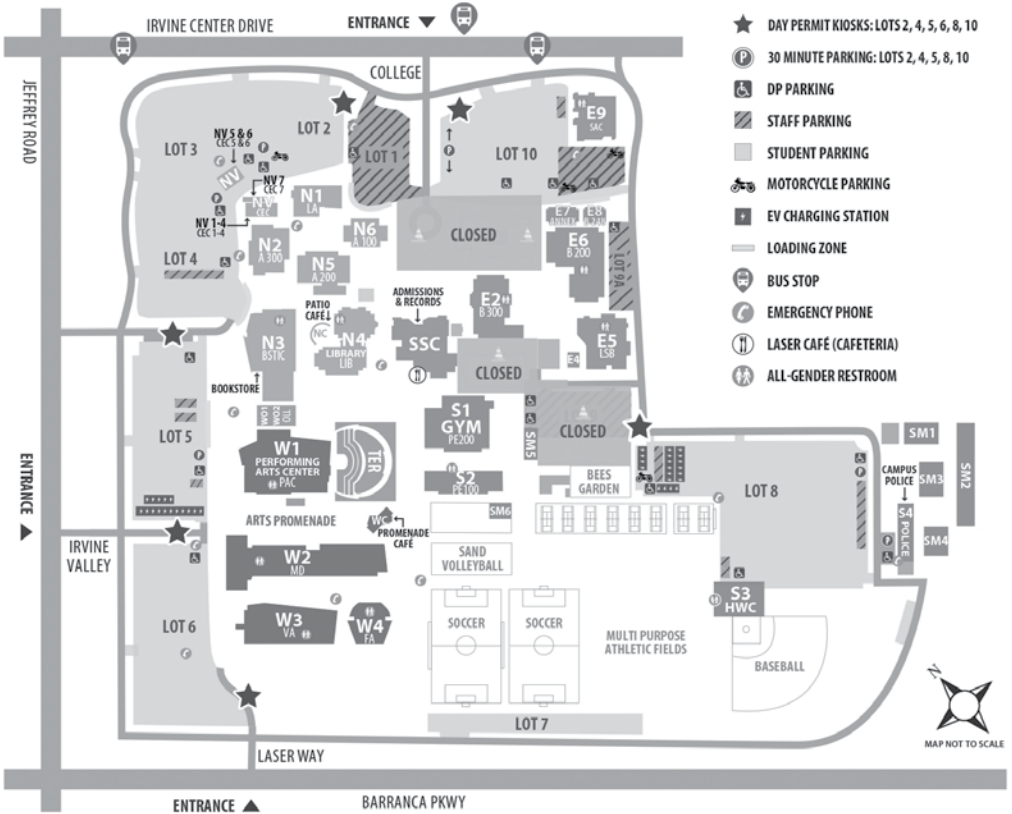 IRVINE CENTER DRIVE
ENTRANCE
JEFFREY ROAD
COLLEGE
DAY PERMIT KIOSKS: LOTS 2, 4, 5, 6, 8, 10
30 MINUTE PARKING: LOTS 2, 4, 5, 8, 10
DP PARKING
STAFF PARKING
STUDENT PARKING
MOTORCYCLE PARKING
EV CHARGING STATION
LOADING ZONE
BUS STOP
EMERGENCY PHONE
LASER CAFÉ (CAFETERIA)
ALL-GENDER RESTROOM
LOT 3
LOT 2
LOT 1
LOT 10
E9
SAC
NV 5 & 6
CEC 5 & 6
NV
NV 7
CEC 7
NV
CEC
NV 1-4
CEC 1-4
N1
LA
N6
A 100
N2
A 300
N5
A 200
LOT 4
CLOSED
E7
ANNEX
E8
E6
B 200
LOT 9A
PATIO
CAFÉ
NC
ADMISSIONS
& RECORDS
E2
B 300
N3
BSTIC
N4
LIBRARY
LIB
SSC
E5
LSB
E4
CLOSED
BOOKSTORE
WO1
WO2
TLO
LOT 5
W1
PERFORMING
ARTS CENTER
PAC
TER
S1
GYM
PE200
SM5
CLOSED
S2
PE100
BEES
GARDEN
SM6
LOT 8
SM1
SM2
CAMPUS
POLICE
SM3
S4
POLICE
SM4
ENTRANCE
IRVINE
VALLEY
ARTS PROMENADE
WC
PROMENADE
CAFÉ
W2
MD
SAND
VOLLEYBALL
LOT 6
W3
VA
W4
FA
SOCCER
SOCCER
MULTI PURPOSE
ATHLETIC FIELDS
S3
HWC
BASEBALL
LOT 7
N
MAP NOT TO SCALE
LASER WAY
ENTRANCE
BARRANCA PKWY